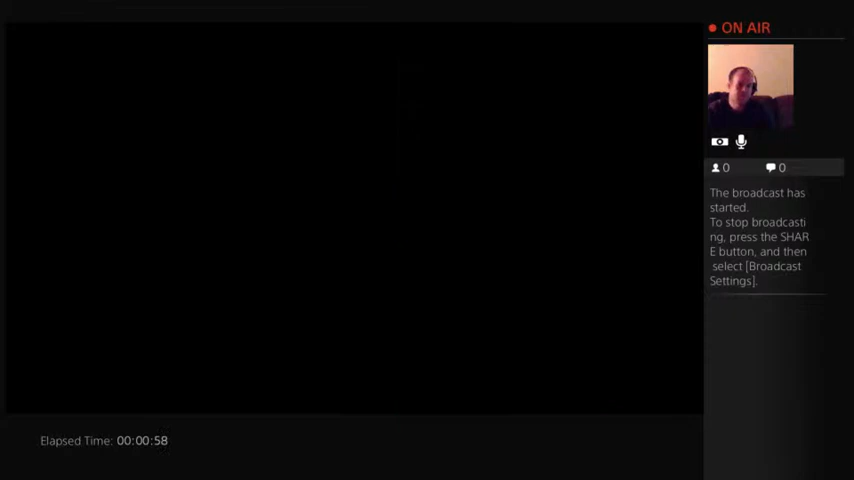 ON AIR
0 0
The broadcast has
started.
To stop broadcasti
ng, press the SHAR
E button, and then
select [Broadcast
Settings].
Elapsed Time: 00:00:58